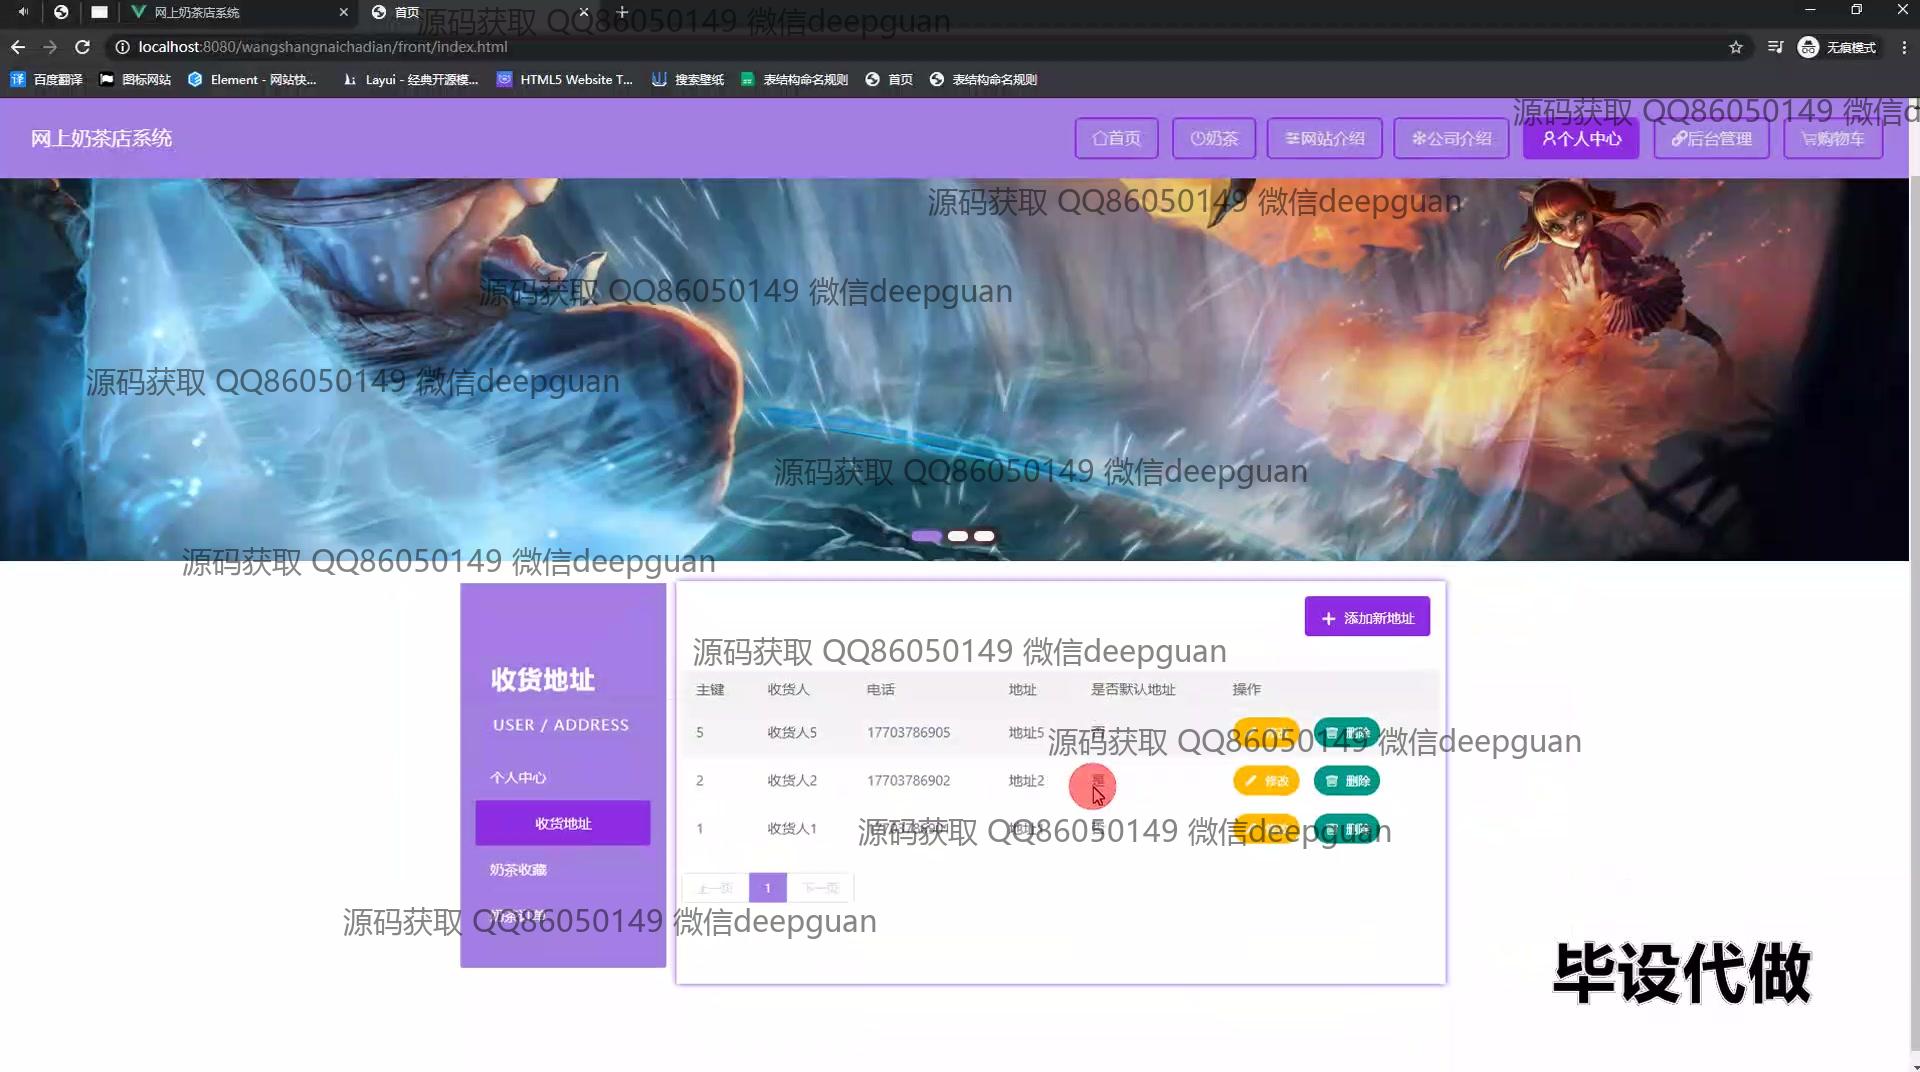 网上奶茶店系统
首页
localhost:8080/wangshangnaichadian/front/index.html
无痕模式
百度翻译
图标网站
Element - 网站快...
Layui - 经典开源模...
HTML5 Website T...
搜索壁纸
表结构命名规则
首页
表结构命名规则
网上奶茶店系统
首页
奶茶
网站介绍
公司介绍
个人中心
后台管理
购物车
源码获取 QQ86050149 微信deepguan
源码获取 QQ86050149 微信d
源码获取 QQ86050149 微信deepguan
源码获取 QQ86050149 微信deepguan
源码获取 QQ86050149 微信deepguan
源码获取 QQ86050149 微信deepguan
源码获取 QQ86050149 微信deepguan
添加新地址
源码获取 QQ86050149 微信deepguan
收货地址
USER / ADDRESS
个人中心
收货地址
奶茶收藏
主键 收货人 电话 地址 是否默认地址 操作
5 收货人5 17703786905 地址5 否 删除
源码获取 QQ86050149 微信deepguan
2 收货人2 17703786902 地址2 是 修改 删除
1 收货人1 删除
源码获取 QQ86050149 微信deepguan
上一页 1 下一页
源码获取 QQ86050149 微信deepguan
毕设代做